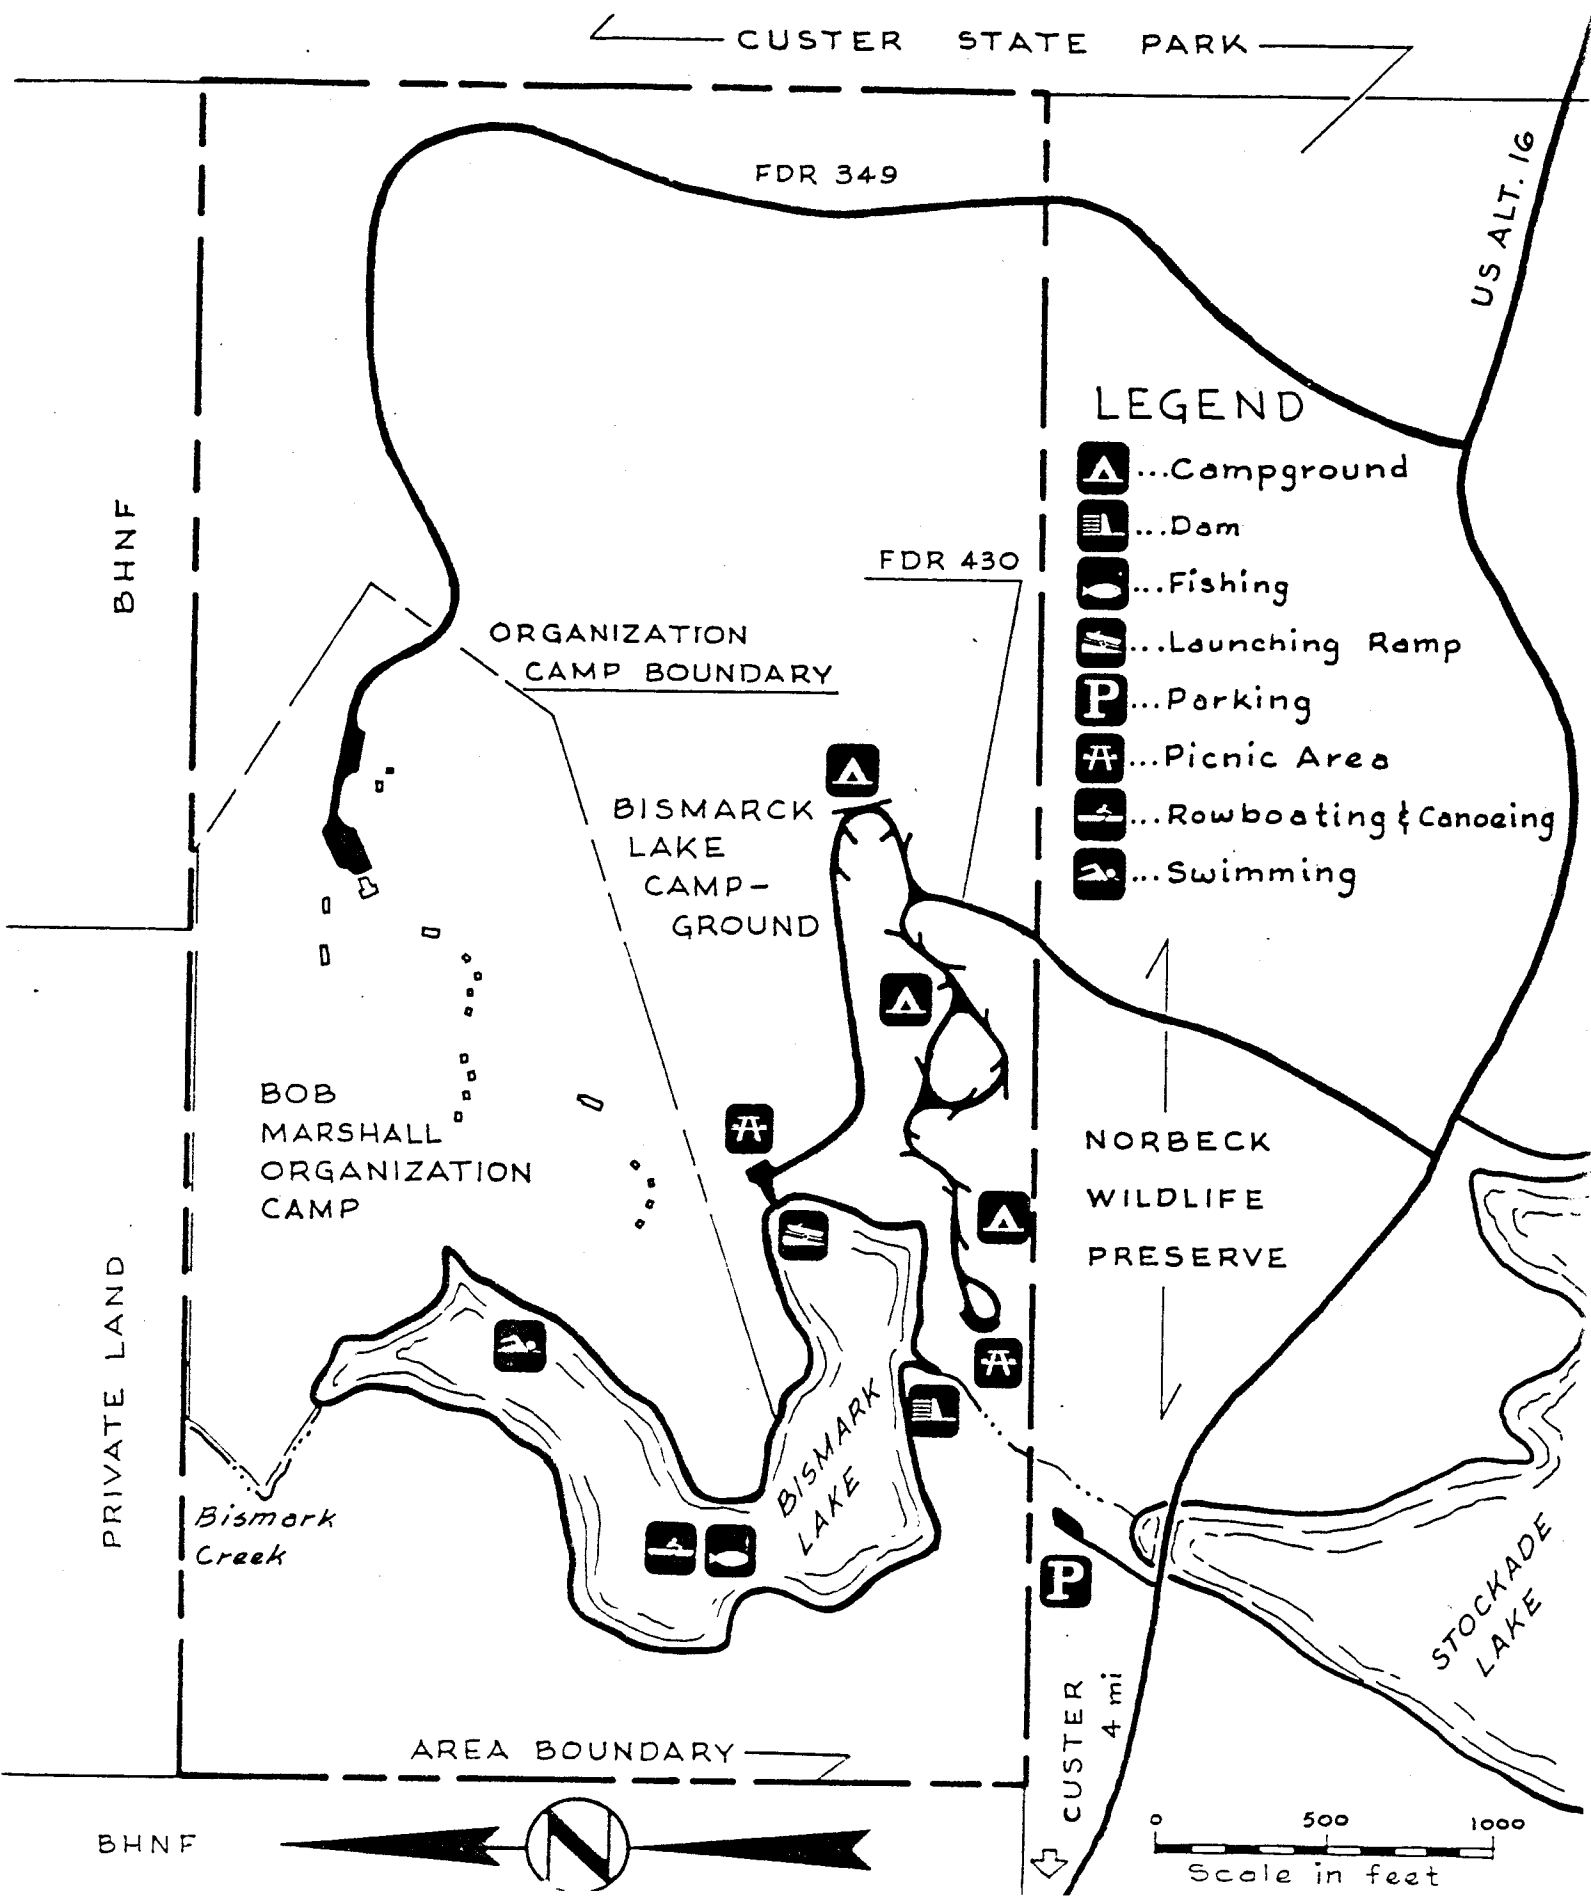 CUSTER STATE PARK
FDR 349
US ALT. 16
LEGEND
...Campground
...Dam
...Fishing
...Launching Ramp
P ...Parking
...Picnic Area
...Rowboating & Canoeing
...Swimming
BHNF
FDR 430
ORGANIZATION
CAMP BOUNDARY
BISMARCK
LAKE
CAMP-
GROUND
BOB
MARSHALL
ORGANIZATION
CAMP
NORBECK
WILDLIFE
PRESERVE
PRIVATE LAND
BISMARK
LAKE
Bismark
Creek
P
STOCKADE
LAKE
CUSTER
4 mi
AREA BOUNDARY
BHNF
N
0 500 1000
Scale in feet